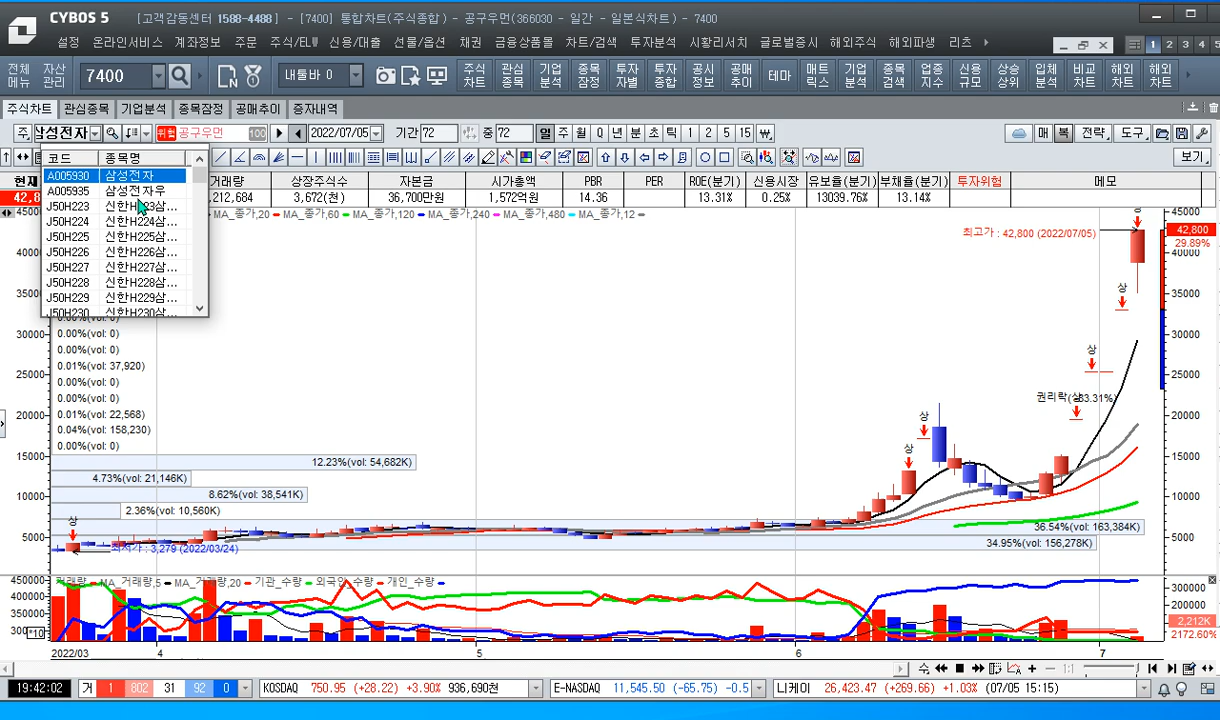 CYBOS 5 [고객감동센터 1588-4488] - [7400] 통합차트(주식종합) - 공구우먼(366030 - 일간 - 일본식차트) - 7400
설정 온라인서비스 계좌정보 주문 주식/ELW 신용/대출 선물/옵션 채권 금융상품몰 차트/검색 투자분석 시황리서치 글로벌증시 해외주식 해외파생 리츠
1 2 3 4 5
전체메뉴 자산관리 7400 내툴바 0 주식차트 관심종목 기업분석 종목잠정 투자자별 투자종합 공시정보 공매추이 테마 매트릭스 기업분석 종목검색 업종지수 신용규모 상승상위 입체분석 비교차트 해외차트 해외차트
주식차트 관심종목 기업분석 종목잠정 공매추이 증자내역
주 삼성전자 위험 공구우먼 100 2022/07/05 기간 72 중 72 일 주 월 Q 년 분 초 틱 1 2 5 15 매 복 전략 도구
보기
코드 종목명
A005930 삼성전자
A005935 삼성전자우
J50H223
J50H224 신한H224삼...
J50H225 신한H225삼...
J50H226 신한H226삼...
J50H227 신한H227삼...
J50H228 신한H228삼...
J50H229 신한H229삼...
J50H230 신한H230삼...
현재 거래량 상장주식수 자본금 시가총액 PBR PER ROE(분기) 신용시장 유보율(분기) 부채율(분기) 투자위험 메모
42,8 ,212,684 3,672(천) 36,700만원 1,572억원 14.36 13.31% 0.25% 13039.76% 13.14%
MA_종가,20 MA_종가,60 MA_종가,120 MA_종가,240 MA_종가,480 MA_종가,12
45000 45000
최고가 : 42,800 (2022/07/05) 42,800
29.89%
40000 40000
상
35000 35000
30000 30000
0.00%(vol: 0)
0.00%(vol: 0)
상
0.01%(vol: 37,920)
25000 25000
0.00%(vol: 0)
0.00%(vol: 0)
권리락(상
83.31%)
0.01%(vol: 22,568)
20000 상 20000
0.04%(vol: 158,230)
0.00%(vol: 0)
상
15000 12.23%(vol: 54,682K) 15000
4.73%(vol: 21,146K)
10000 8.62%(vol: 38,541K) 10000
2.36%(vol: 10,560K)
상
36.54%(vol: 163,384K)
5000 34.95%(vol: 156,278K) 5000
최저가 : 3,279 (2022/03/24)
450000 거래량 MA_거래량,5 MA_거래량,20 기관_수량 외국인_수량 개인_수량
300000
400000
350000 200000
300 *10 2,212K
2172.60%
2022/03 4 5 6 7
1:1
19:42:02 거 1 802 31 92 0 KOSDAQ 750.95 (+28.22) +3.90% 936,690천 E-NASDAQ 11,545.50 (-65.75) -0.5 니케이 26,423.47 (+269.66) +1.03% (07/05 15:15)